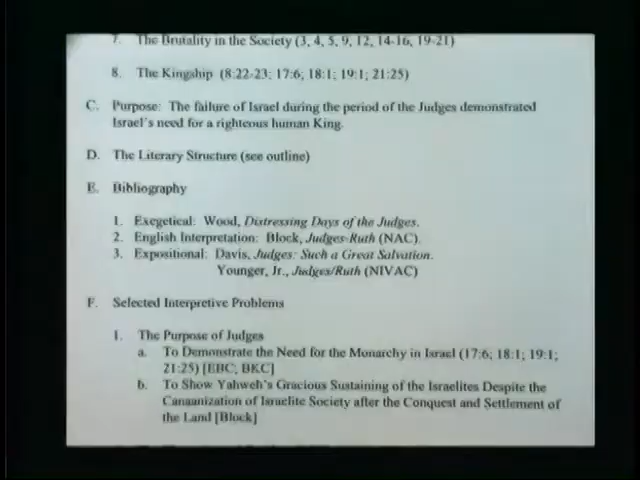 7. The Brutality in the Society (3, 4, 5, 9, 12, 14-16, 19-21)
8. The Kingship (8:22-23; 17:6; 18:1; 19:1; 21:25)
C. Purpose: The failure of Israel during the period of the Judges demonstrated
Israel's need for a righteous human King.
D. The Literary Structure (see outline)
E. Bibliography
1. Exegetical: Wood, Distressing Days of the Judges.
2. English Interpretation: Block, Judges-Ruth (NAC).
3. Expositional: Davis, Judges: Such a Great Salvation.
Younger, Jr., Judges/Ruth (NIVAC)
F. Selected Interpretive Problems
1. The Purpose of Judges
a. To Demonstrate the Need for the Monarchy in Israel (17:6; 18:1; 19:1;
21:25) [EBC, BKC]
b. To Show Yahweh's Gracious Sustaining of the Israelites Despite the
Canaanization of Israelite Society after the Conquest and Settlement of
the Land [Block]